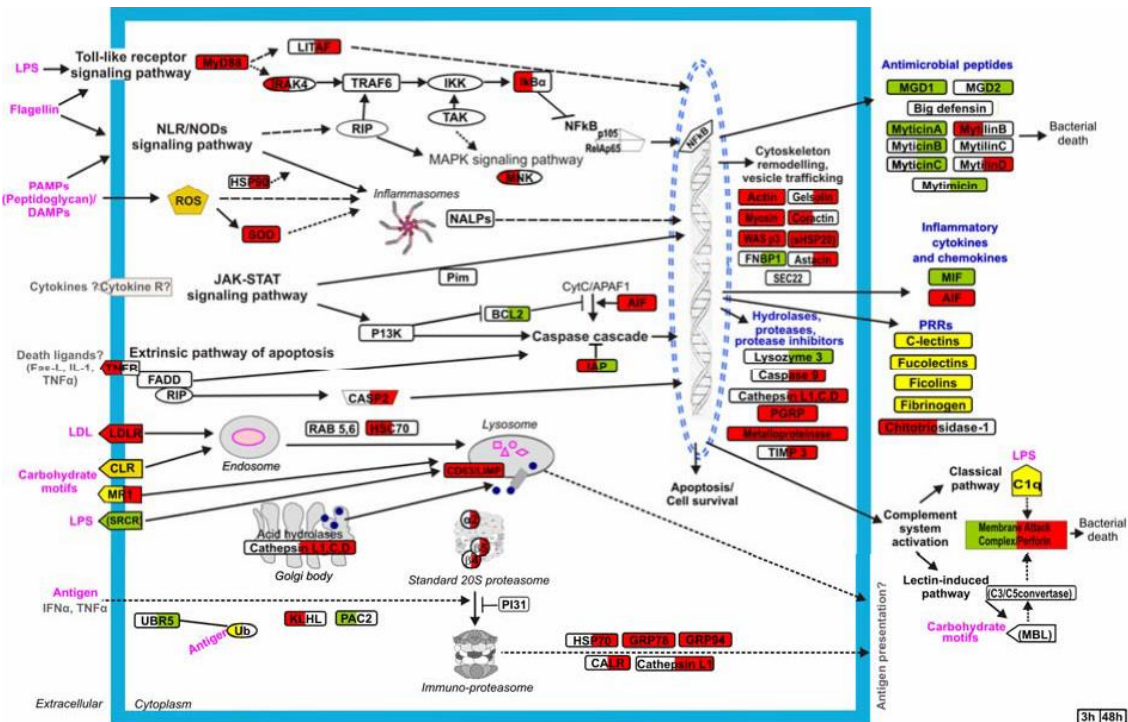 LPS
Flagellin
PAMPs
(Peptidoglycan)/
DAMPs
Cytokines ?
Cytokine R?
Death ligands?
(Fas-L, IL-1,
TNFα)
TNFR
LDL
LDLR
Carbohydrate
motifs
CLR
MR1
LPS
(SRCR)
Antigen
IFNα, TNFα
Toll-like receptor
signaling pathway
MyD88
LITAF
IRAK4
TRAF6
IKK
IkBα
TAK
RIP
NFkB
p105
RelAp65
NFkB
NLR/NODs
signaling pathway
MAPK signaling pathway
MNK
HSP90
ROS
SOD
Inflammasomes
NALPs
JAK-STAT
signaling pathway
Pim
P13K
BCL2
CytC/APAF1
AIF
Caspase cascade
IAP
Extrinsic pathway of apoptosis
FADD
RIP
CASP2
Endosome
RAB 5,6
HSC70
Lysosome
CD63/LIMP
Acid hydrolases
Cathepsin L1,C,D
Golgi body
Standard 20S proteasome
PI31
UBR5
Antigen
Ub
KLHL
PAC2
Immuno-proteasome
HSP70
GRP78
GRP94
CALR
Cathepsin L1
Cytoskeleton
remodelling,
vesicle trafficking
Actin
Gelsolin
Myosin
Coractin
WAS p3
(sHSP20)
FNBP1
Astacin
SEC22
Hydrolases,
proteases,
protease inhibitors
Lysozyme 3
Caspase 9
Cathepsin L1,C,D
PGRP
Metalloproteinase
TIMP 3
Apoptosis/
Cell survival
Antimicrobial peptides
MGD1
MGD2
Big defensin
MyticinA
MytilinB
MyticinB
MytilinC
MyticinC
MytilinD
Mytimicin
Bacterial
death
Inflammatory
cytokines
and chemokines
MIF
AIF
PRRs
C-lectins
Fucolectins
Ficolins
Fibrinogen
Chitotriosidase-1
LPS
Classical
pathway
C1q
Complement
system
activation
Membrane Attack
Complex/Perforin
Bacterial
death
Lectin-induced
pathway
(C3/C5convertase)
Carbohydrate
motifs
(MBL)
Antigen presentation?
Extracellular
Cytoplasm
3h 48h